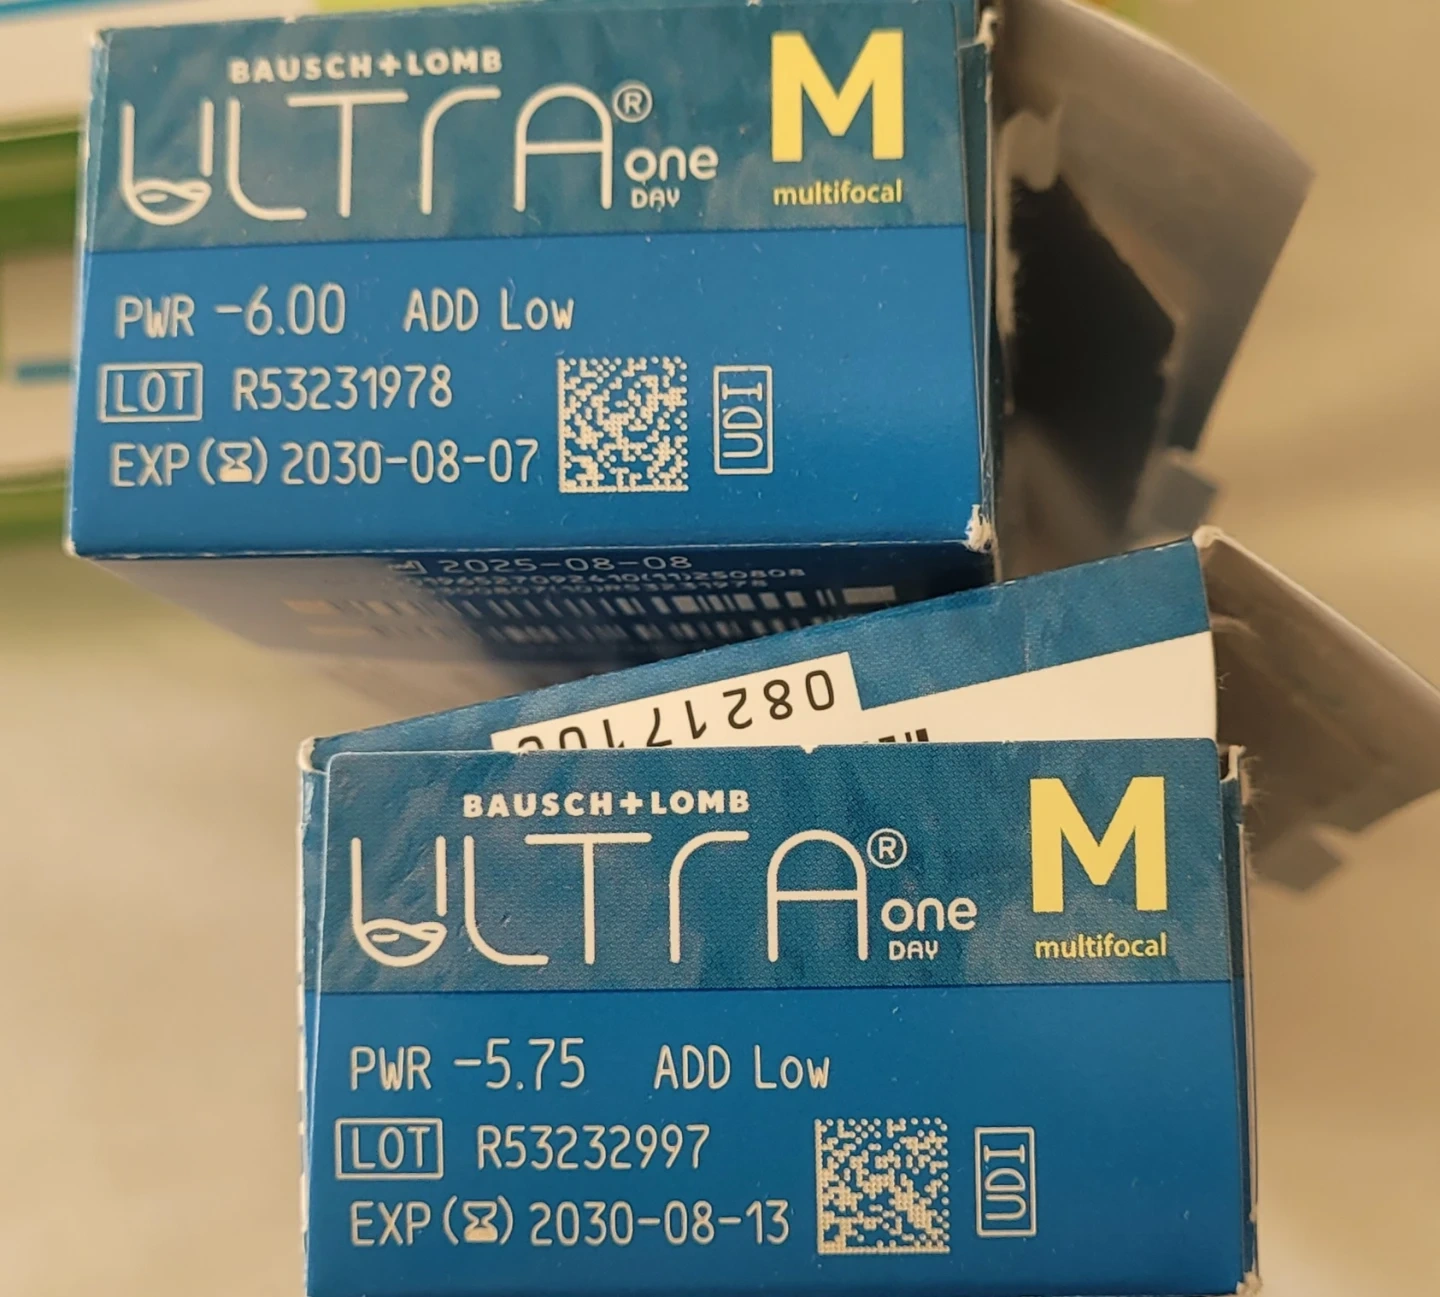 BAUSCH+LOMB
ULTRA® one DAY
M
multifocal
PWR -6.00 ADD Low
LOT R53231978
EXP 2030-08-07
UDI
2025-08-08
082171
BAUSCH+LOMB
ULTRA® one DAY
M
multifocal
PWR -5.75 ADD Low
LOT R53232997
EXP 2030-08-13
UDI